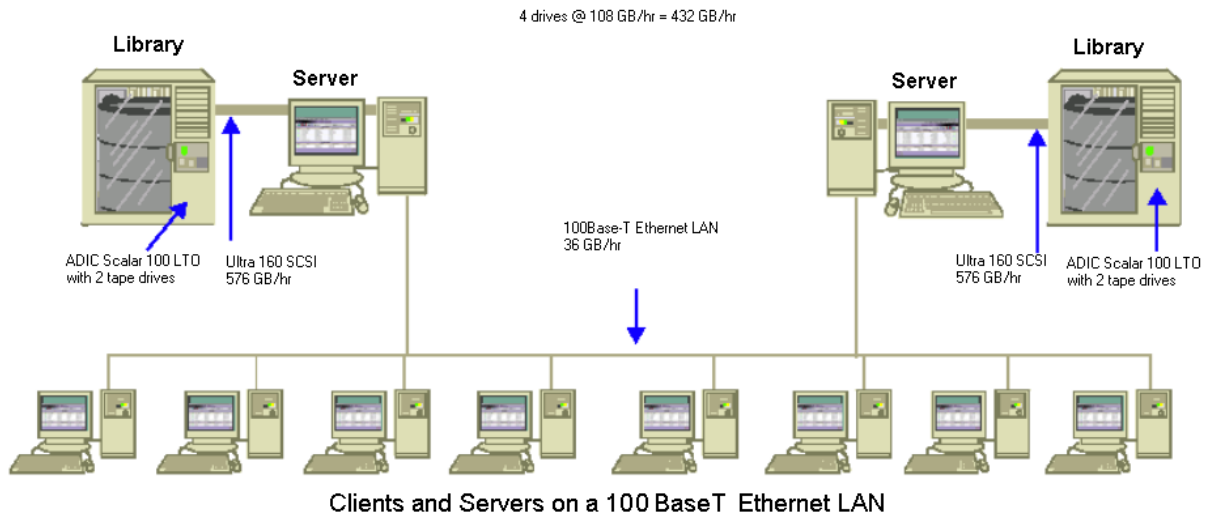 4 drives @ 108 GB/hr = 432 GB/hr
Library
Server
Server
Library
ADIC Scalar 100 LTO
with 2 tape drives
Ultra 160 SCSI
576 GB/hr
100Base-T Ethernet LAN
36 GB/hr
Ultra 160 SCSI
576 GB/hr
ADIC Scalar 100 LTO
with 2 tape drives
Clients and Servers on a 100 BaseT Ethernet LAN